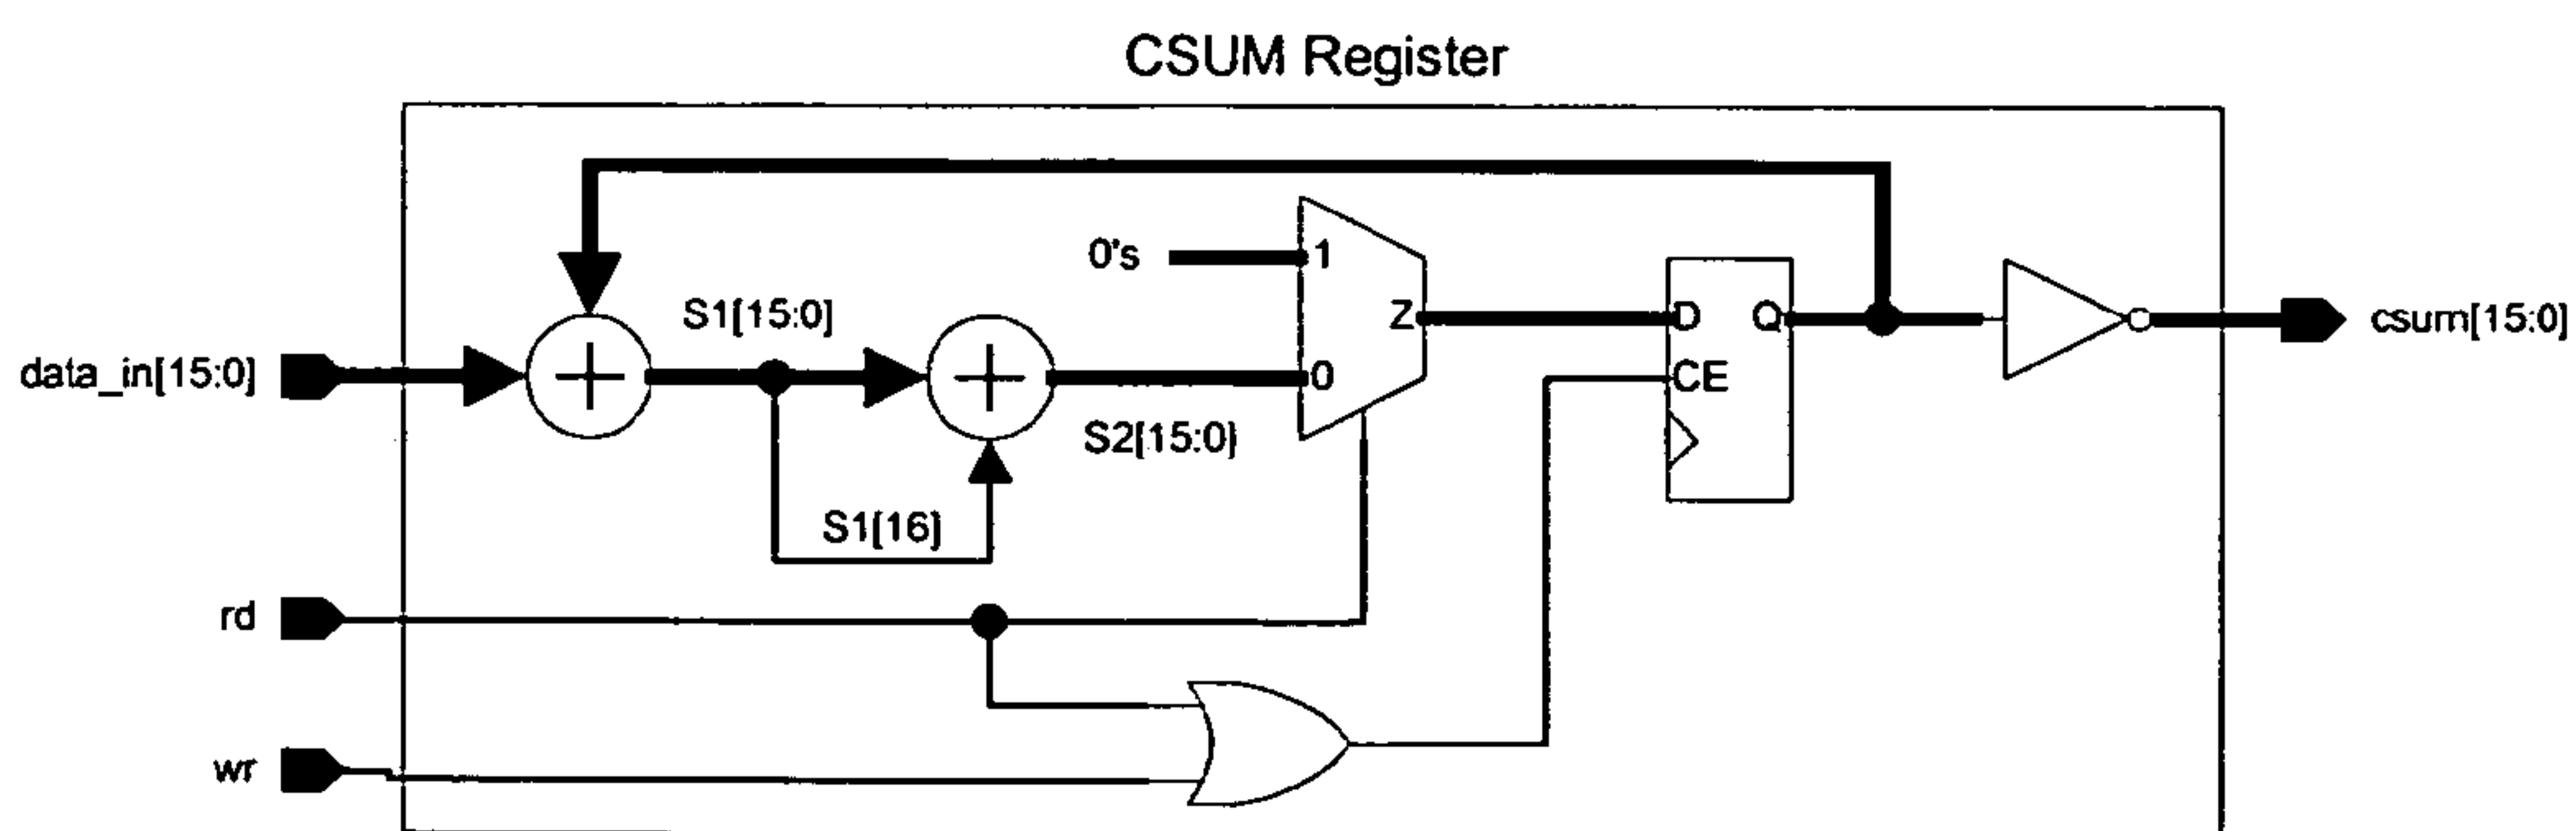 CSUM Register
0's
1
S1[15:0]
Z
D
Q
csum[15:0]
data_in[15:0]
0
CE
S2[15:0]
S1[16]
rd
wr